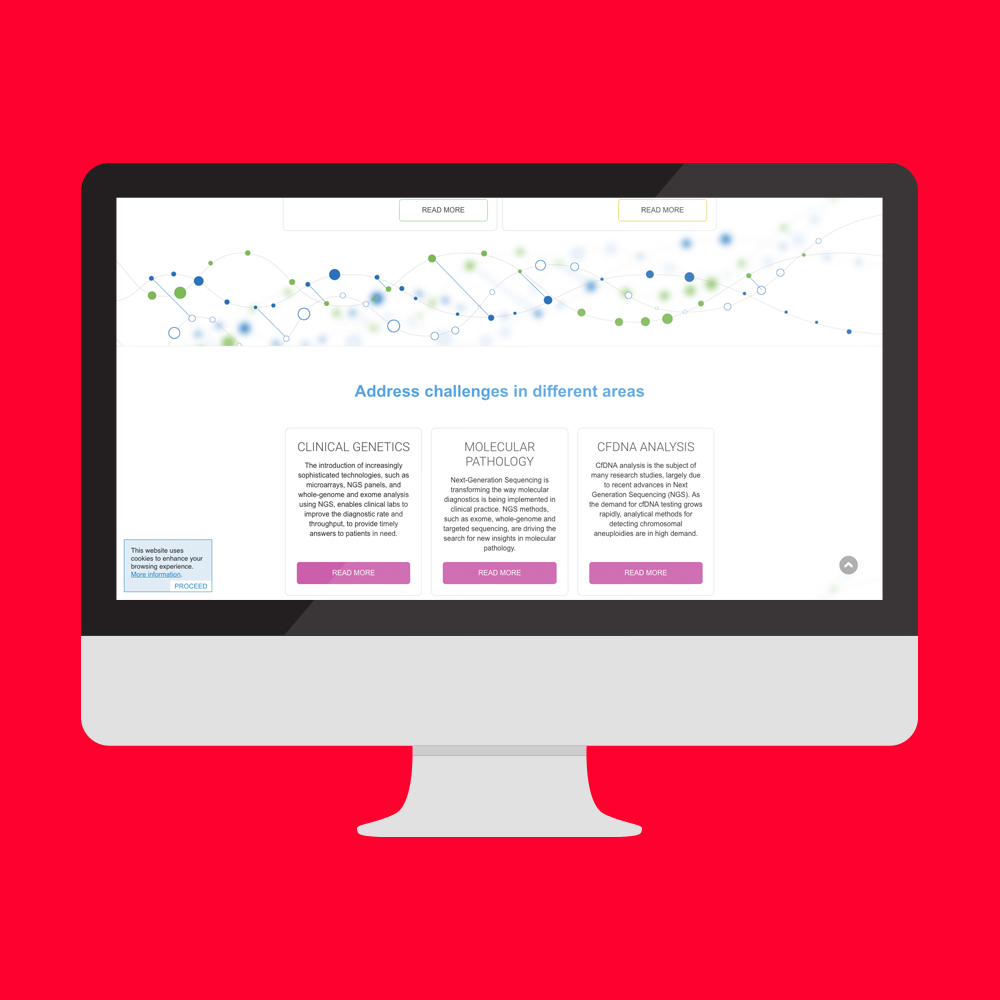 READ MORE
READ MORE
Address challenges in different areas
CLINICAL GENETICS
The introduction of increasingly
sophisticated technologies, such as
microarrays, NGS panels, and
whole-genome and exome analysis
using NGS, enables clinical labs to
improve the diagnostic rate and
throughput, to provide timely
answers to patients in need.
READ MORE
MOLECULAR
PATHOLOGY
Next-Generation Sequencing is
transforming the way molecular
diagnostics is being implemented in
clinical practice. NGS methods,
such as exome, whole-genome and
targeted sequencing, are driving the
search for new insights in molecular
pathology.
READ MORE
CFDNA ANALYSIS
CfDNA analysis is the subject of
many research studies, largely due
to recent advances in Next
Generation Sequencing (NGS). As
the demand for cfDNA testing grows
rapidly, analytical methods for
detecting chromosomal
aneuploidies are in high demand.
READ MORE
This website uses
cookies to enhance your
browsing experience.
More information.
PROCEED